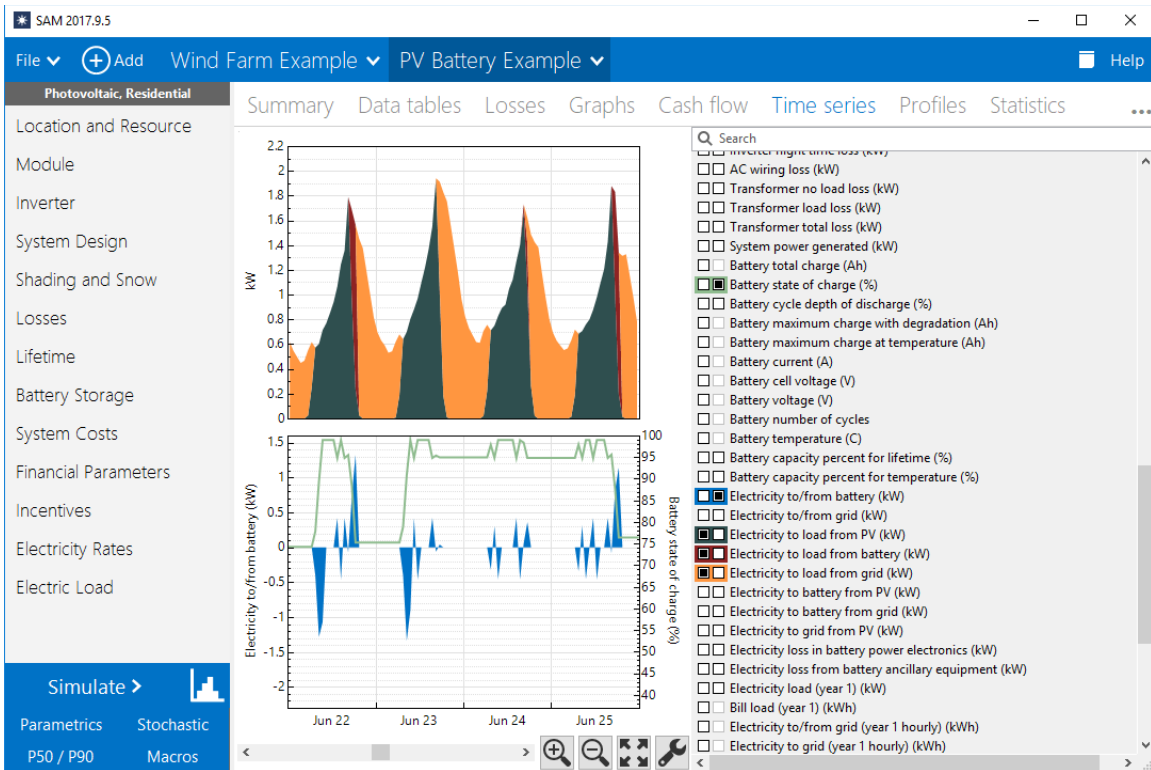 SAM 2017.9.5
File Add Wind Farm Example PV Battery Example Help
Photovoltaic, Residential
Location and Resource
Module
Inverter
System Design
Shading and Snow
Losses
Lifetime
Battery Storage
System Costs
Financial Parameters
Incentives
Electricity Rates
Electric Load
Simulate >
Parametrics Stochastic
P50 / P90 Macros
Summary Data tables Losses Graphs Cash flow Time series Profiles Statistics ...
2.2
2
1.8
1.6
1.4
1.2
1
0.8
0.6
0.4
0.2
0
kW
1.5
1
0.5
0
-0.5
-1
-1.5
-2
Electricity to/from battery (kW)
100
95
90
85
80
75
70
65
60
55
50
45
40
Battery state of charge (%)
Jun 22 Jun 23 Jun 24 Jun 25
Search
Inverter night time loss (kW)
AC wiring loss (kW)
Transformer no load loss (kW)
Transformer load loss (kW)
Transformer total loss (kW)
System power generated (kW)
Battery total charge (Ah)
Battery state of charge (%)
Battery cycle depth of discharge (%)
Battery maximum charge with degradation (Ah)
Battery maximum charge at temperature (Ah)
Battery current (A)
Battery cell voltage (V)
Battery voltage (V)
Battery number of cycles
Battery temperature (C)
Battery capacity percent for lifetime (%)
Battery capacity percent for temperature (%)
Electricity to/from battery (kW)
Electricity to/from grid (kW)
Electricity to load from PV (kW)
Electricity to load from battery (kW)
Electricity to load from grid (kW)
Electricity to battery from PV (kW)
Electricity to battery from grid (kW)
Electricity to grid from PV (kW)
Electricity loss in battery power electronics (kW)
Electricity loss from battery ancillary equipment (kW)
Electricity load (year 1) (kW)
Bill load (year 1) (kWh)
Electricity to/from grid (year 1 hourly) (kWh)
Electricity to grid (year 1 hourly) (kWh)